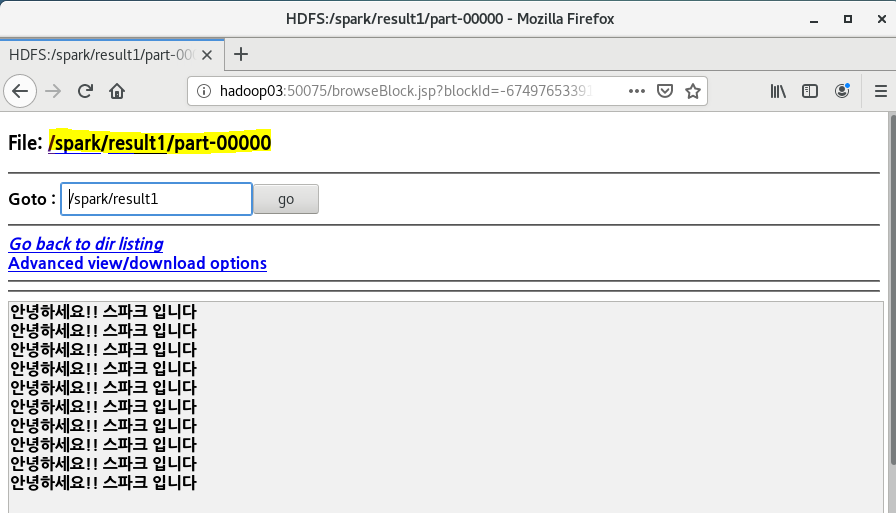 HDFS:/spark/result1/part-00000 - Mozilla Firefox
HDFS:/spark/result1/part-00
hadoop03:50075/browseBlock.jsp?blockId=-6749765339
File: /spark/result1/part-00000
Goto : /spark/result1 go
Go back to dir listing
Advanced view/download options
안녕하세요!! 스파크 입니다
안녕하세요!! 스파크 입니다
안녕하세요!! 스파크 입니다
안녕하세요!! 스파크 입니다
안녕하세요!! 스파크 입니다
안녕하세요!! 스파크 입니다
안녕하세요!! 스파크 입니다
안녕하세요!! 스파크 입니다
안녕하세요!! 스파크 입니다
안녕하세요!! 스파크 입니다